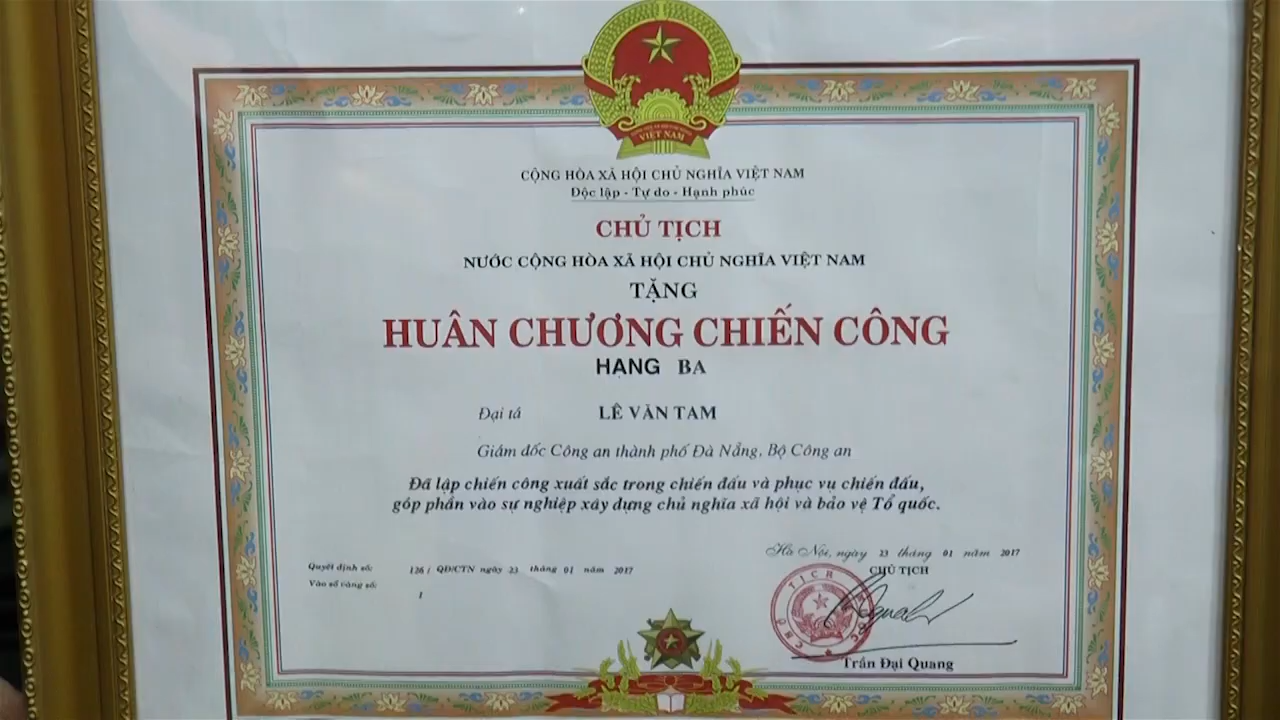 VIỆT NAM
CỘNG HÒA XÃ HỘI CHỦ NGHĨA VIỆT NAM
Độc lập - Tự do - Hạnh phúc
CHỦ TỊCH
NƯỚC CỘNG HÒA XÃ HỘI CHỦ NGHĨA VIỆT NAM
TẶNG
HUÂN CHƯƠNG CHIẾN CÔNG
HẠNG BA
Đại tá LÊ VĂN TAM
Giám đốc Công an thành phố Đà Nẵng, Bộ Công an
Đã lập chiến công xuất sắc trong chiến đấu và phục vụ chiến đấu,
góp phần vào sự nghiệp xây dựng chủ nghĩa xã hội và bảo vệ Tổ quốc.
Hà Nội, ngày 23 tháng 01 năm 2017
CHỦ TỊCH
Quyết định số: 126 / QĐ/CTN ngày 23 tháng 01 năm 2017
Vào sổ vàng số: 1
Trần Đại Quang